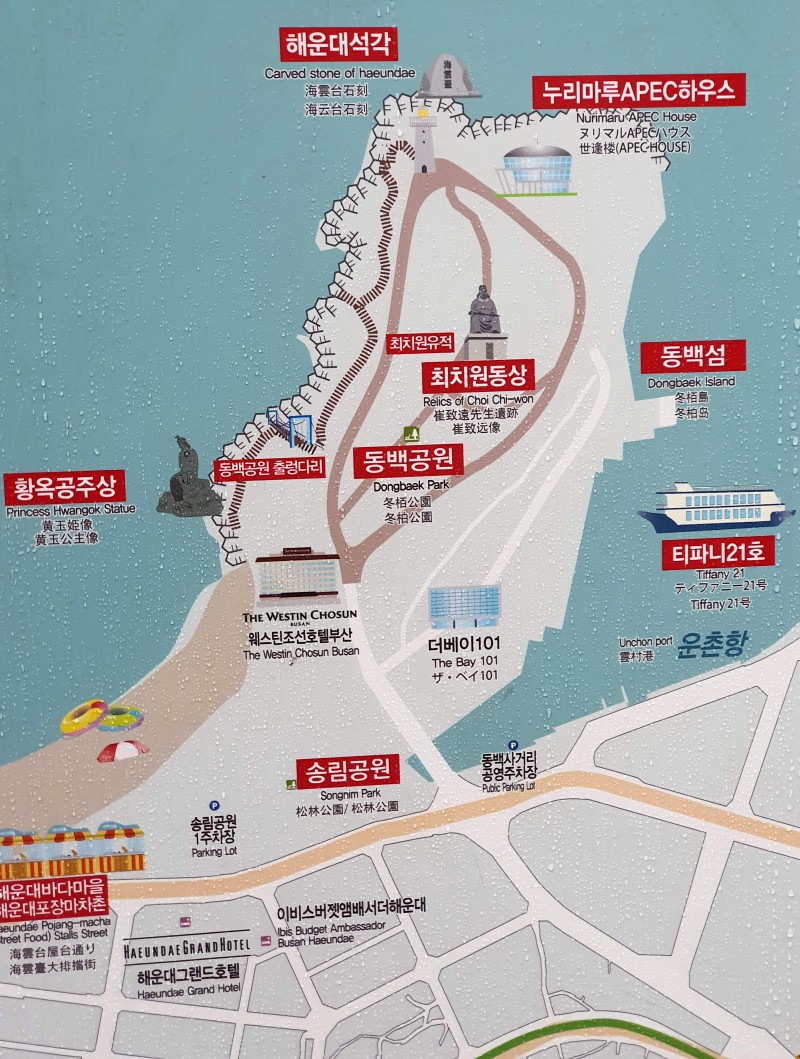 해운대석각
Carved stone of haeundae
海雲台石刻
海云台石刻
海雲臺
누리마루APEC하우스
Nurimaru APEC House
ヌリマルAPECハウス
世逢楼(APEC HOUSE)
최치원유적
최치원동상
Relics of Choi Chi-won
崔致遠先生遺跡
崔致远像
동백섬
Dongbaek Island
冬栢島
冬柏岛
동백공원 출렁다리
동백공원
Dongbaek Park
冬栢公園
冬柏公園
황옥공주상
Princess Hwangok Statue
黄玉姫像
黄玉公主像
티파니21호
Tiffany 21
ティファニー21号
Tiffany 21号
THE WESTIN CHOSUN
BUSAN
웨스틴조선호텔부산
The Westin Chosun Busan
더베이101
The Bay 101
ザ・ベイ101
Unchon port
雲村港
운촌항
송림공원
Songnim Park
松林公園/ 松林公園
P
동백사거리
공영주차장
Public Parking Lot
P
송림공원
1주차장
Parking Lot
해운대바다마을
해운대포장마차촌
aeundae Pojang-macha
treet Food) Stalls Street
海雲台屋台通り
海雲臺大排擋街
HAEUNDAE GRAND HOTEL
해운대그랜드호텔
Haeundae Grand Hotel
이비스버젯앰배서더해운대
Ibis Budget Ambassador
Busan Haeundae